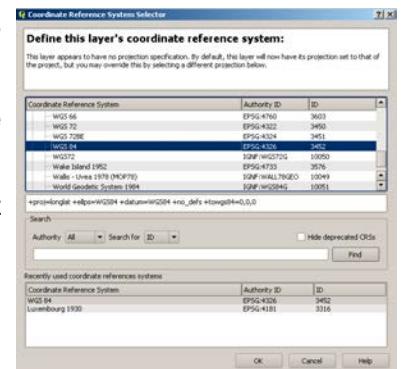 Coordinate Reference System Selector
Define this layer's coordinate reference system:
This layer appears to have no projection specification. By default, this layer will now have its projection set to that of
the project, but you may override this by selecting a different projection below.
Coordinate Reference System Authority ID ID
WGS 66 EPSG:4760 3603
WGS 72 EPSG:4322 3450
WGS 72BE EPSG:4324 3451
WGS 84 EPSG:4326 3452
WGS72 IGNF:WGS72G 10050
Wake Island 1952 EPSG:4733 3576
Wallis - Uvea 1978 (MOP78) IGNF:WALL78GEO 10049
World Geodetic System 1984 IGNF:WGS84G 10051
+proj=longlat +ellps=WGS84 +datum=WGS84 +no_defs +towgs84=0,0,0
Search
Authority All Search for ID Hide deprecated CRSs
Find
Recently used coordinate references systems
Coordinate Reference System Authority ID ID
WGS 84 EPSG:4326 3452
Luxembourg 1930 EPSG:4181 3316
OK Cancel Help